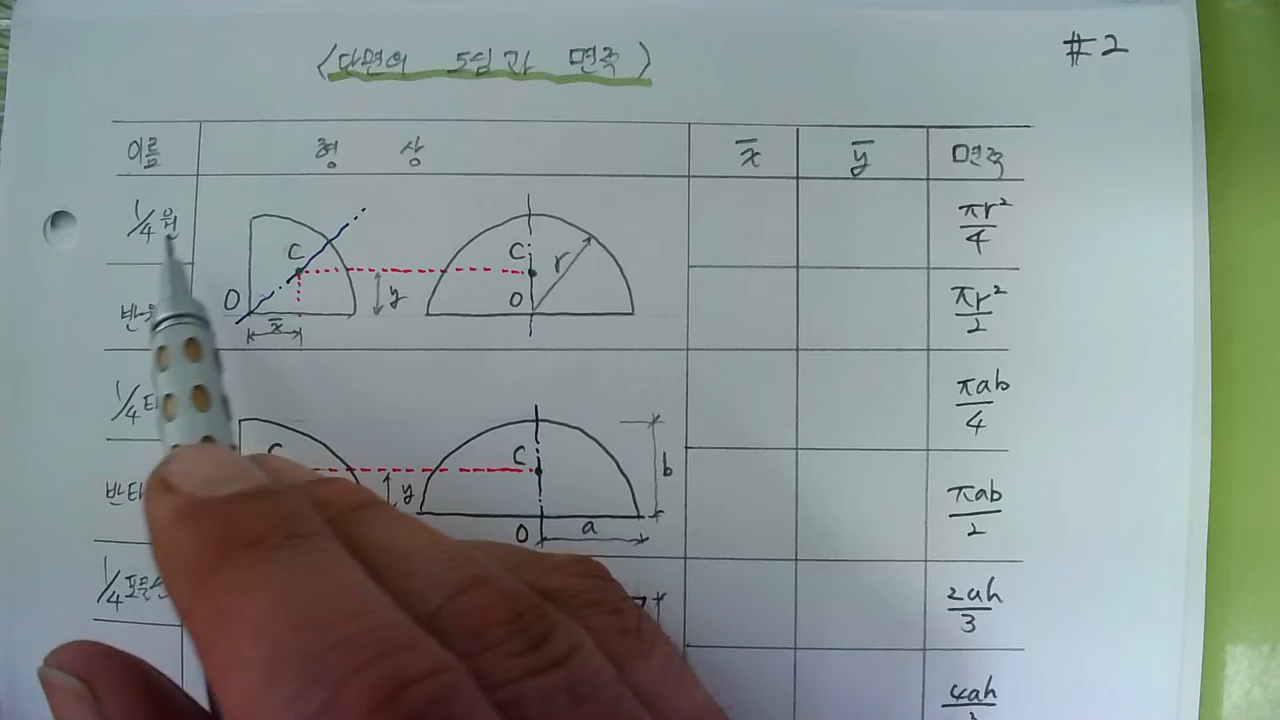 #2
<단면의 도심과 면적>
이름 형 상 x̄ ȳ 면적
1/4원 C C r πr²/4
O x̄ y O
반원 πr²/2
1/4타 πab/4
C y C b
반타 O a πab/2
1/4포물선 2ah/3
4ah